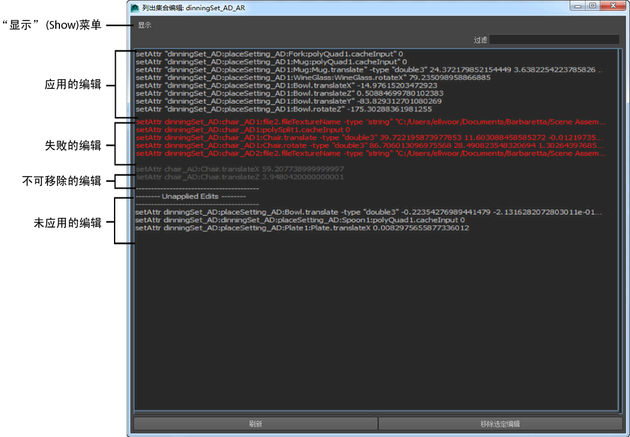 列出集合编辑: dinningSet_AD_AR
“显示” (Show)菜单
显示
过滤
应用的编辑
setAttr "dinningSet_AD:placeSetting_AD:Fork:polyQuad1.cacheInput" 0
setAttr "dinningSet_AD:placeSetting_AD1:Mug:polyQuad1.cacheInput" 0
setAttr "dinningSet_AD:placeSetting_AD1:Mug:Mug.translate" -type "double3" 24.372179852154449 3.6382254223785826 ...
setAttr "dinningSet_AD:placeSetting_AD1:WineGlass:WineGlass.rotateX" 79.235098958866885
setAttr "dinningSet_AD:placeSetting_AD1:Bowl.translateX" -14.97615203472923
setAttr "dinningSet_AD:placeSetting_AD1:Bowl.translateZ" 0.50884699780102383
setAttr "dinningSet_AD:placeSetting_AD1:Bowl.translateY" -83.829312701080269
setAttr "dinningSet_AD:placeSetting_AD1:Bowl.rotateZ" -175.30288361981255
失败的编辑
setAttr dinningSet_AD:char_AD1:file2.fileTextureName -type "string" "C:/Users/ellwoor/Documents/Barbaretta/Scene Assem...
setAttr dinningSet_AD:char_AD1:polySplit1.cacheInput 0
setAttr dinningSet_AD:char_AD1:Chair.translate -type "double3" 39.722195873977853 11.603088458585272 -0.01219735...
setAttr dinningSet_AD:char_AD1:Chair.rotate -type "double3" 86.706013096975568 28.490823548320694 1.30264397685...
setAttr dinningSet_AD:char_AD2:file2.fileTextureName -type "string" "C:/Users/ellwoor/Documents/Barbaretta/Scene Assem...
不可移除的编辑
setAttr char_AD:Chair.translateX 59.207738999999997
setAttr char_AD:Chair.translateZ 3.9480420000000001
未应用的编辑
----------------------------------------
-------- Unapplied Edits --------
----------------------------------------
setAttr dinningSet_AD:placeSetting_AD:Bowl.translate -type "double3" -0.22354276989441479 -2.1316282072803011e-01...
setAttr dinningSet_AD:dinningSet_AD:placeSetting_AD:Spoon1:polyQuad1.cacheInput 0
setAttr dinningSet_AD:placeSetting_AD:Plate1:Plate.translateX 0.0082975655877336012
刷新
移除选定编辑